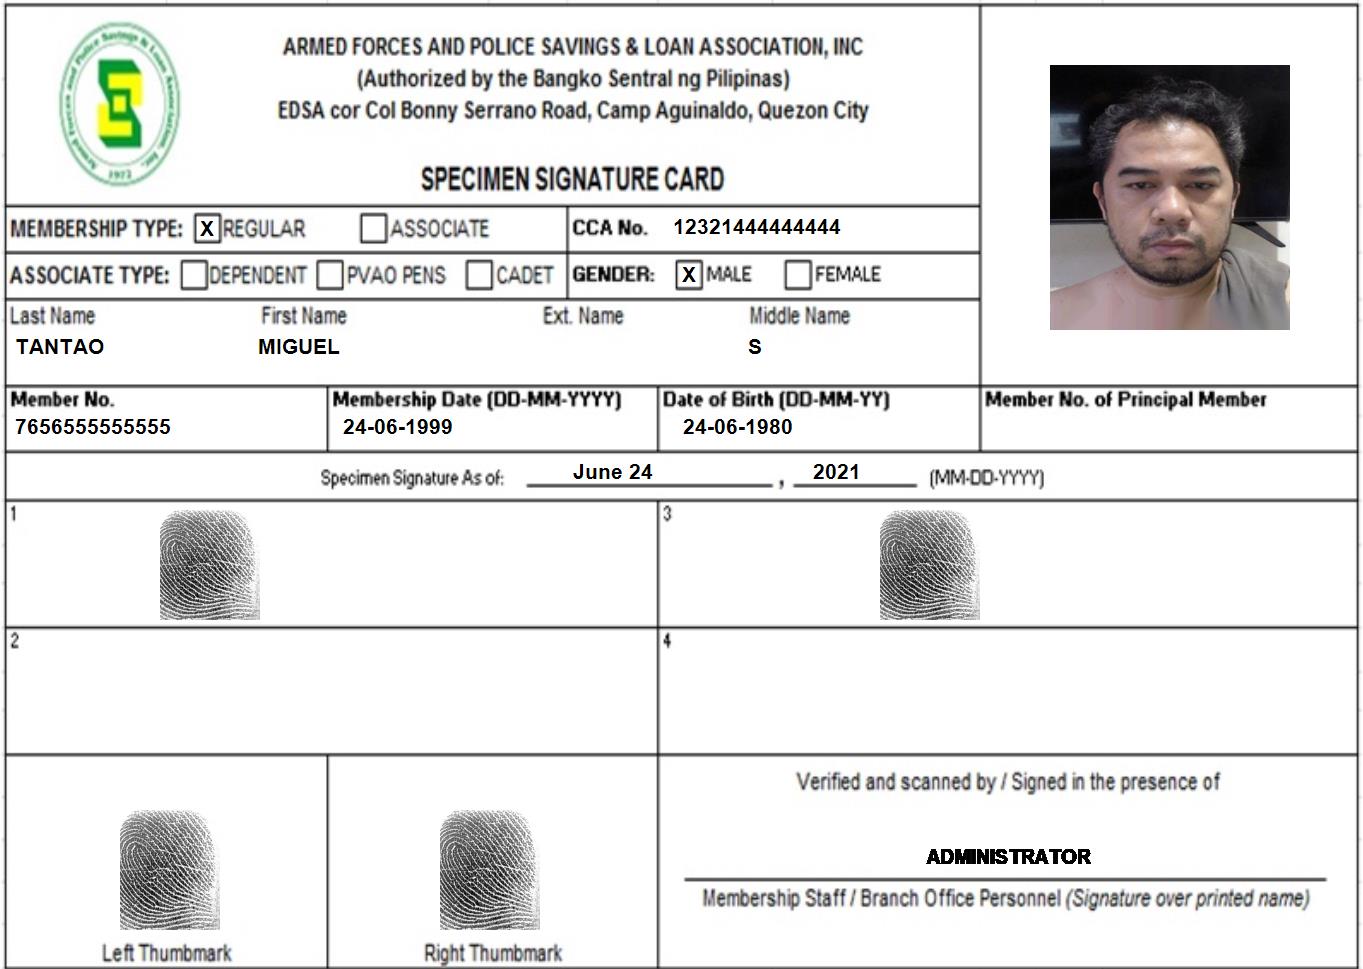 ARMED FORCES AND POLICE SAVINGS & LOAN ASSOCIATION, INC
(Authorized by the Bangko Sentral ng Pilipinas)
EDSA cor Col Bonny Serrano Road, Camp Aguinaldo, Quezon City
Armed Forces and Police Savings & Loan Association, Inc.
1972
SPECIMEN SIGNATURE CARD
MEMBERSHIP TYPE: X REGULAR ASSOCIATE CCA No. 12321444444444
ASSOCIATE TYPE: DEPENDENT PVAO PENS CADET GENDER: X MALE FEMALE
Last Name First Name Ext. Name Middle Name
TANTAO MIGUEL S
Member No. Membership Date (DD-MM-YYYY) Date of Birth (DD-MM-YY) Member No. of Principal Member
7656555555555 24-06-1999 24-06-1980
Specimen Signature As of: June 24 , 2021 (MM-DD-YYYY)
1 3
2 4
Verified and scanned by / Signed in the presence of
ADMINISTRATOR
Membership Staff / Branch Office Personnel (Signature over printed name)
Left Thumbmark Right Thumbmark